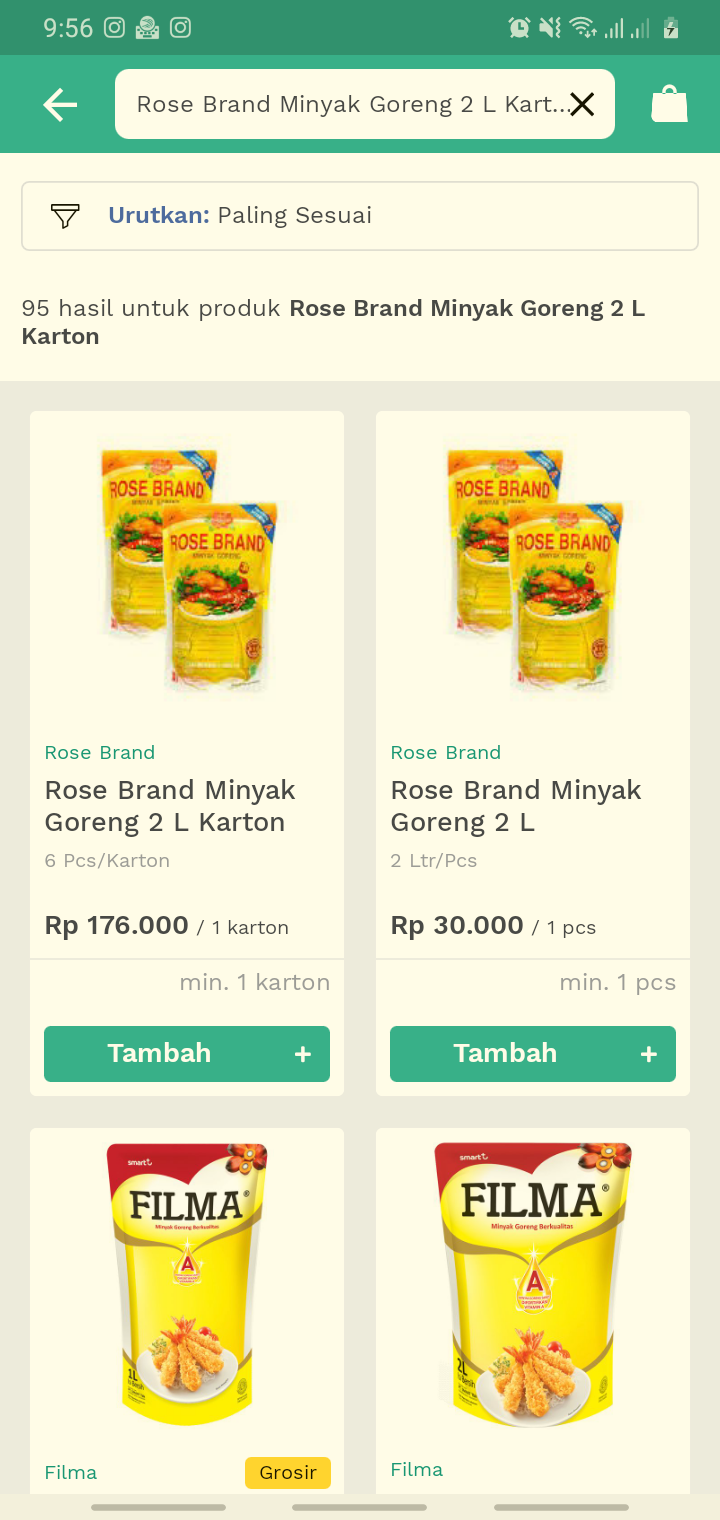 9:56
Rose Brand Minyak Goreng 2 L Kart...
Urutkan: Paling Sesuai
95 hasil untuk produk Rose Brand Minyak Goreng 2 L
Karton
ROSE BRAND
ROSE BRAND
MINYAK GORENG
ROSE BRAND
ROSE BRAND
MINYAK GORENG
Rose Brand
Rose Brand Minyak
Goreng 2 L Karton
6 Pcs/Karton
Rp 176.000 / 1 karton
min. 1 karton
Tambah +
Rose Brand
Rose Brand Minyak
Goreng 2 L
2 Ltr/Pcs
Rp 30.000 / 1 pcs
min. 1 pcs
Tambah +
smart
FILMA®
Minyak Goreng Berkualitas
A
1L
Filma
Grosir
smart
FILMA®
Minyak Goreng Berkualitas
A
2L
Filma